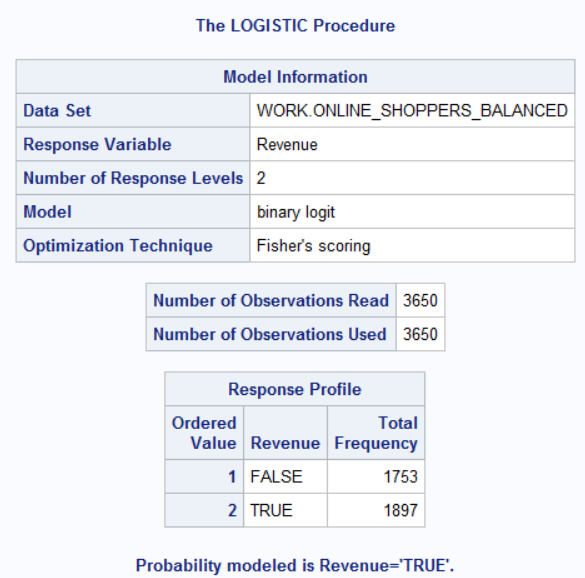 The LOGISTIC Procedure
Model Information
Data Set WORK.ONLINE_SHOPPERS_BALANCED
Response Variable Revenue
Number of Response Levels 2
Model binary logit
Optimization Technique Fisher's scoring
Number of Observations Read 3650
Number of Observations Used 3650
Response Profile
Ordered Value Revenue Total Frequency
1 FALSE 1753
2 TRUE 1897
Probability modeled is Revenue='TRUE'.